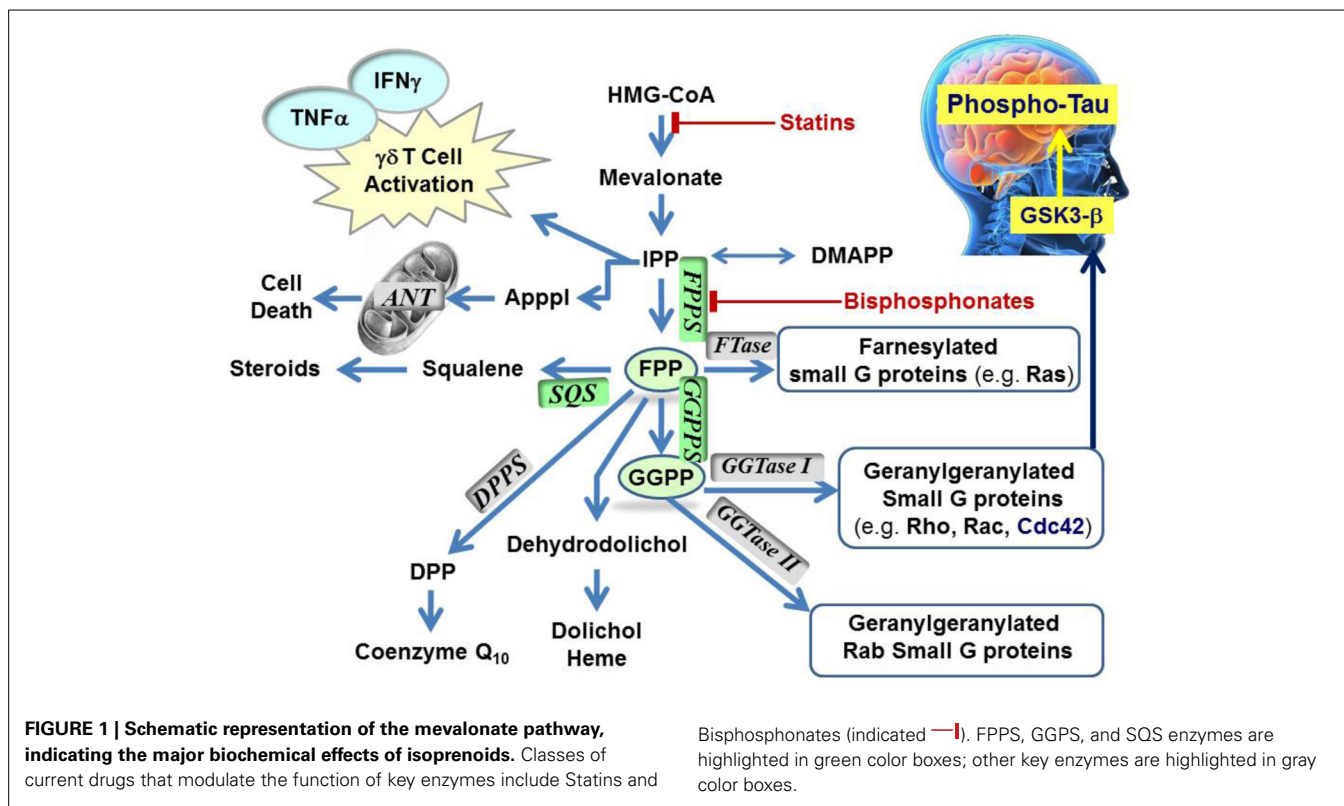 IFNγ
TNFα
γδ T Cell
Activation
HMG-CoA
Statins
Mevalonate
Phospho-Tau
GSK3-β
IPP
DMAPP
FPPS
Bisphosphonates
Cell
Death
ANT
ApppI
FTase
Farnesylated
small G proteins (e.g. Ras)
Steroids
Squalene
SQS
FPP
GGPPS
GGPP
GGTase I
Geranylgeranylated
Small G proteins
(e.g. Rho, Rac, Cdc42)
DPPS
GGTase II
Dehydrodolichol
DPP
Dolichol
Heme
Coenzyme Q₁₀
Geranylgeranylated
Rab Small G proteins
FIGURE 1 | Schematic representation of the mevalonate pathway,
indicating the major biochemical effects of isoprenoids. Classes of
current drugs that modulate the function of key enzymes include Statins and
Bisphosphonates (indicated ). FPPS, GGPS, and SQS enzymes are
highlighted in green color boxes; other key enzymes are highlighted in gray
color boxes.